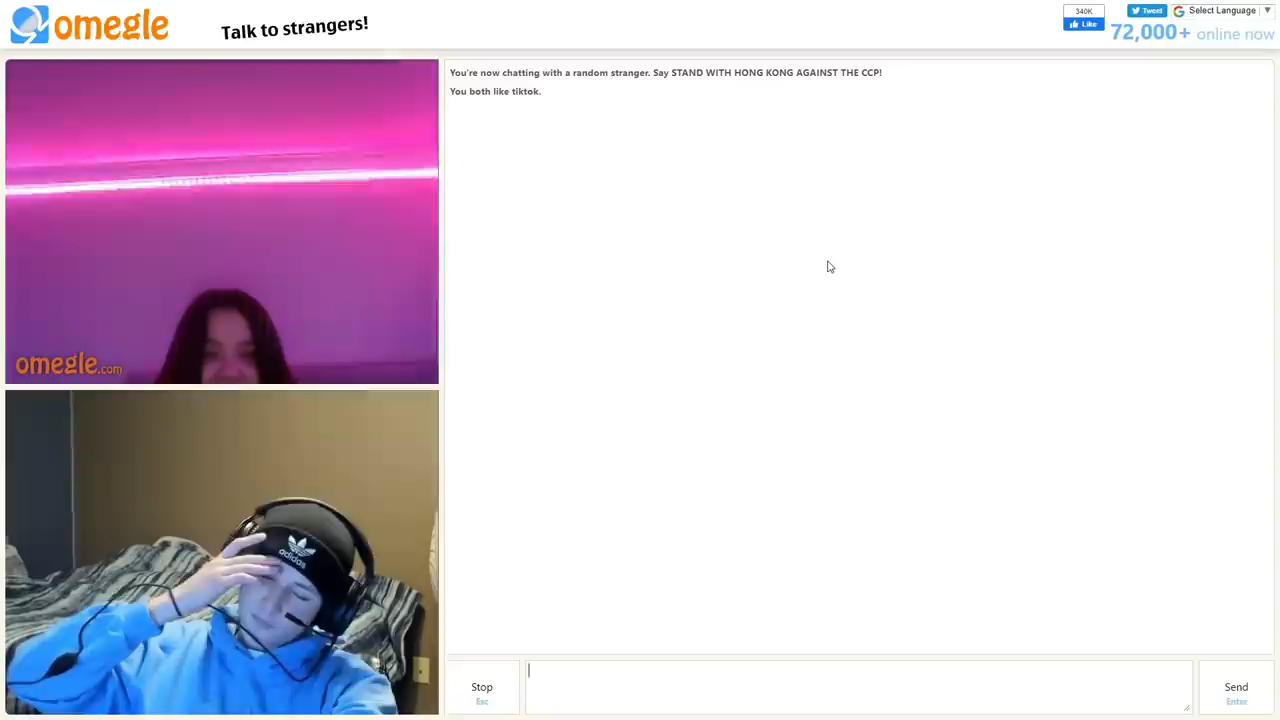 omegle
Talk to strangers!
340K
Like
Tweet
Select Language
72,000+ online now
You're now chatting with a random stranger. Say STAND WITH HONG KONG AGAINST THE CCP!
You both like tiktok.
omegle.com
adidas
Stop
Esc
Send
Enter